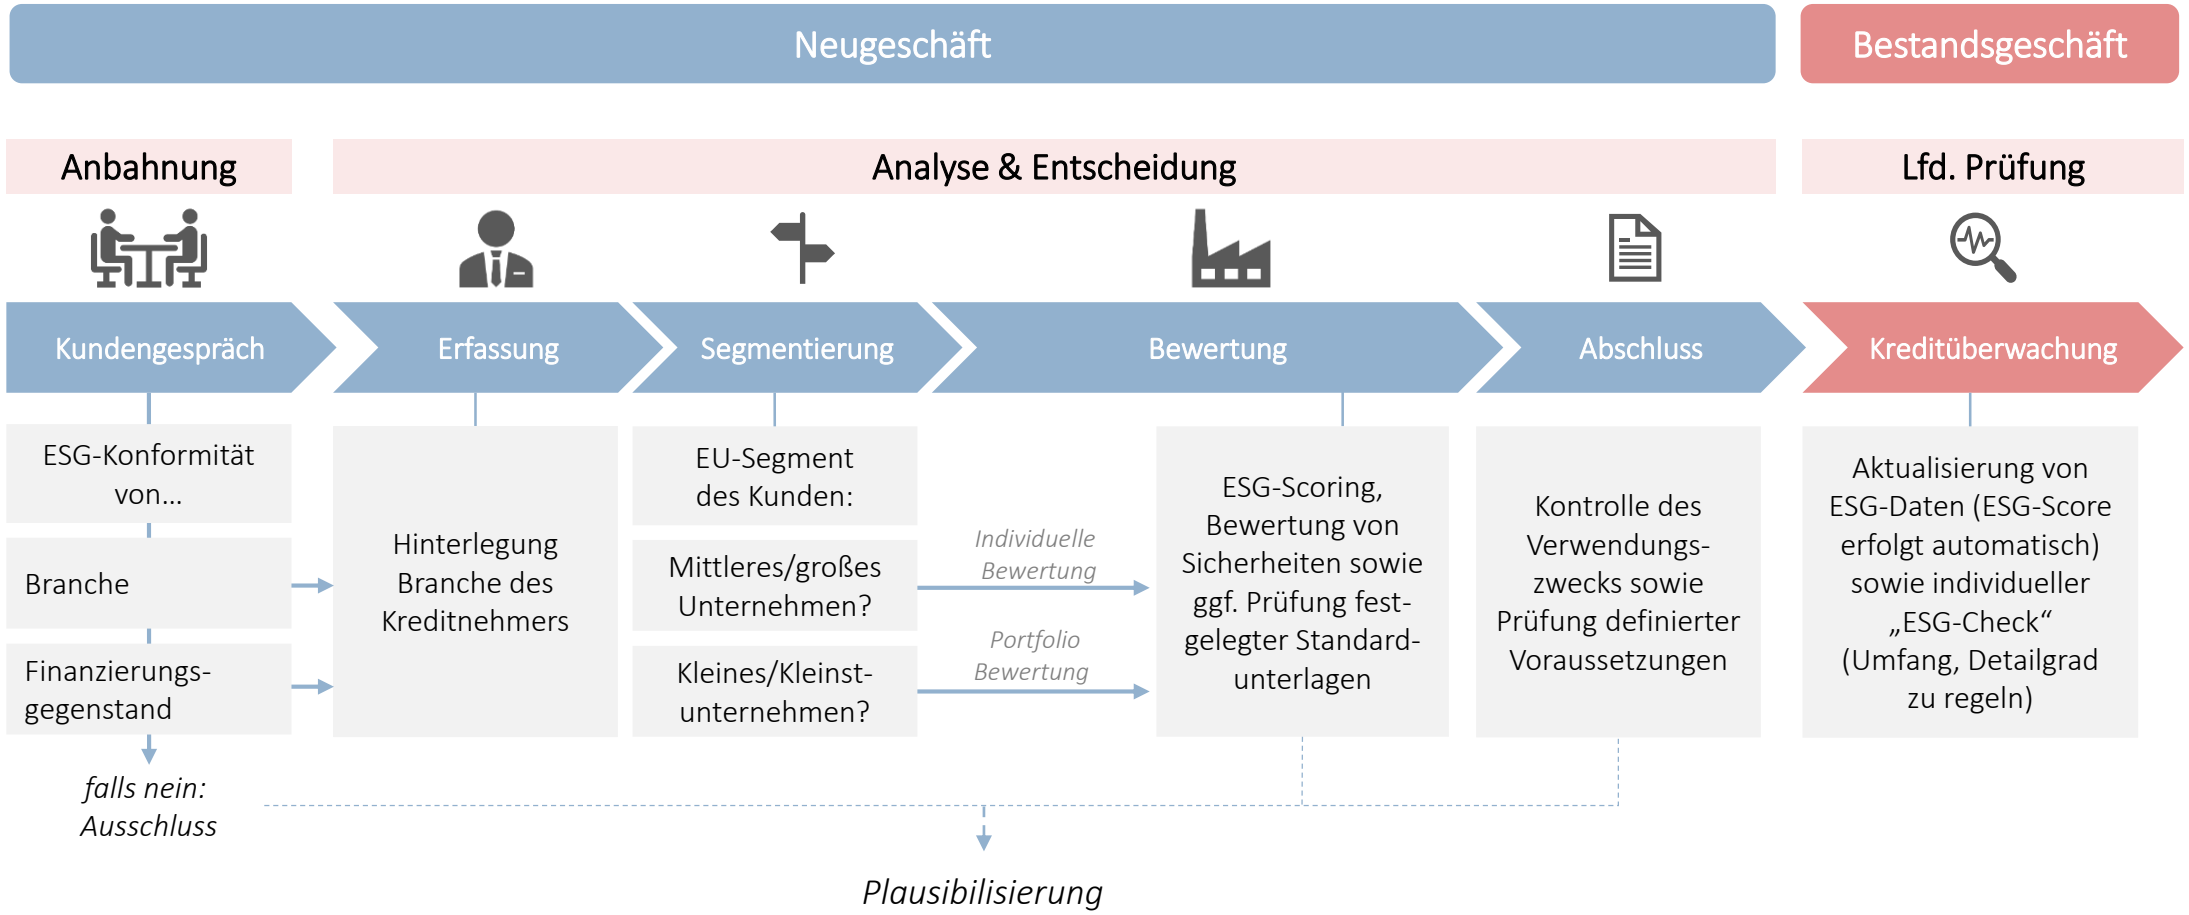 Neugeschäft
Bestandsgeschäft
Anbahnung
Analyse & Entscheidung
Lfd. Prüfung
Kundengespräch
Erfassung
Segmentierung
Bewertung
Abschluss
Kreditüberwachung
ESG-Konformität
von...
Branche
Finanzierungs-
gegenstand
falls nein:
Ausschluss
Hinterlegung
Branche des
Kreditnehmers
EU-Segment
des Kunden:
Mittleres/großes
Unternehmen?
Kleines/Kleinst-
unternehmen?
Individuelle
Bewertung
Portfolio
Bewertung
ESG-Scoring,
Bewertung von
Sicherheiten sowie
ggf. Prüfung fest-
gelegter Standard-
unterlagen
Kontrolle des
Verwendungs-
zwecks sowie
Prüfung definierter
Voraussetzungen
Aktualisierung von
ESG-Daten (ESG-Score
erfolgt automatisch)
sowie individueller
„ESG-Check“
(Umfang, Detailgrad
zu regeln)
Plausibilisierung